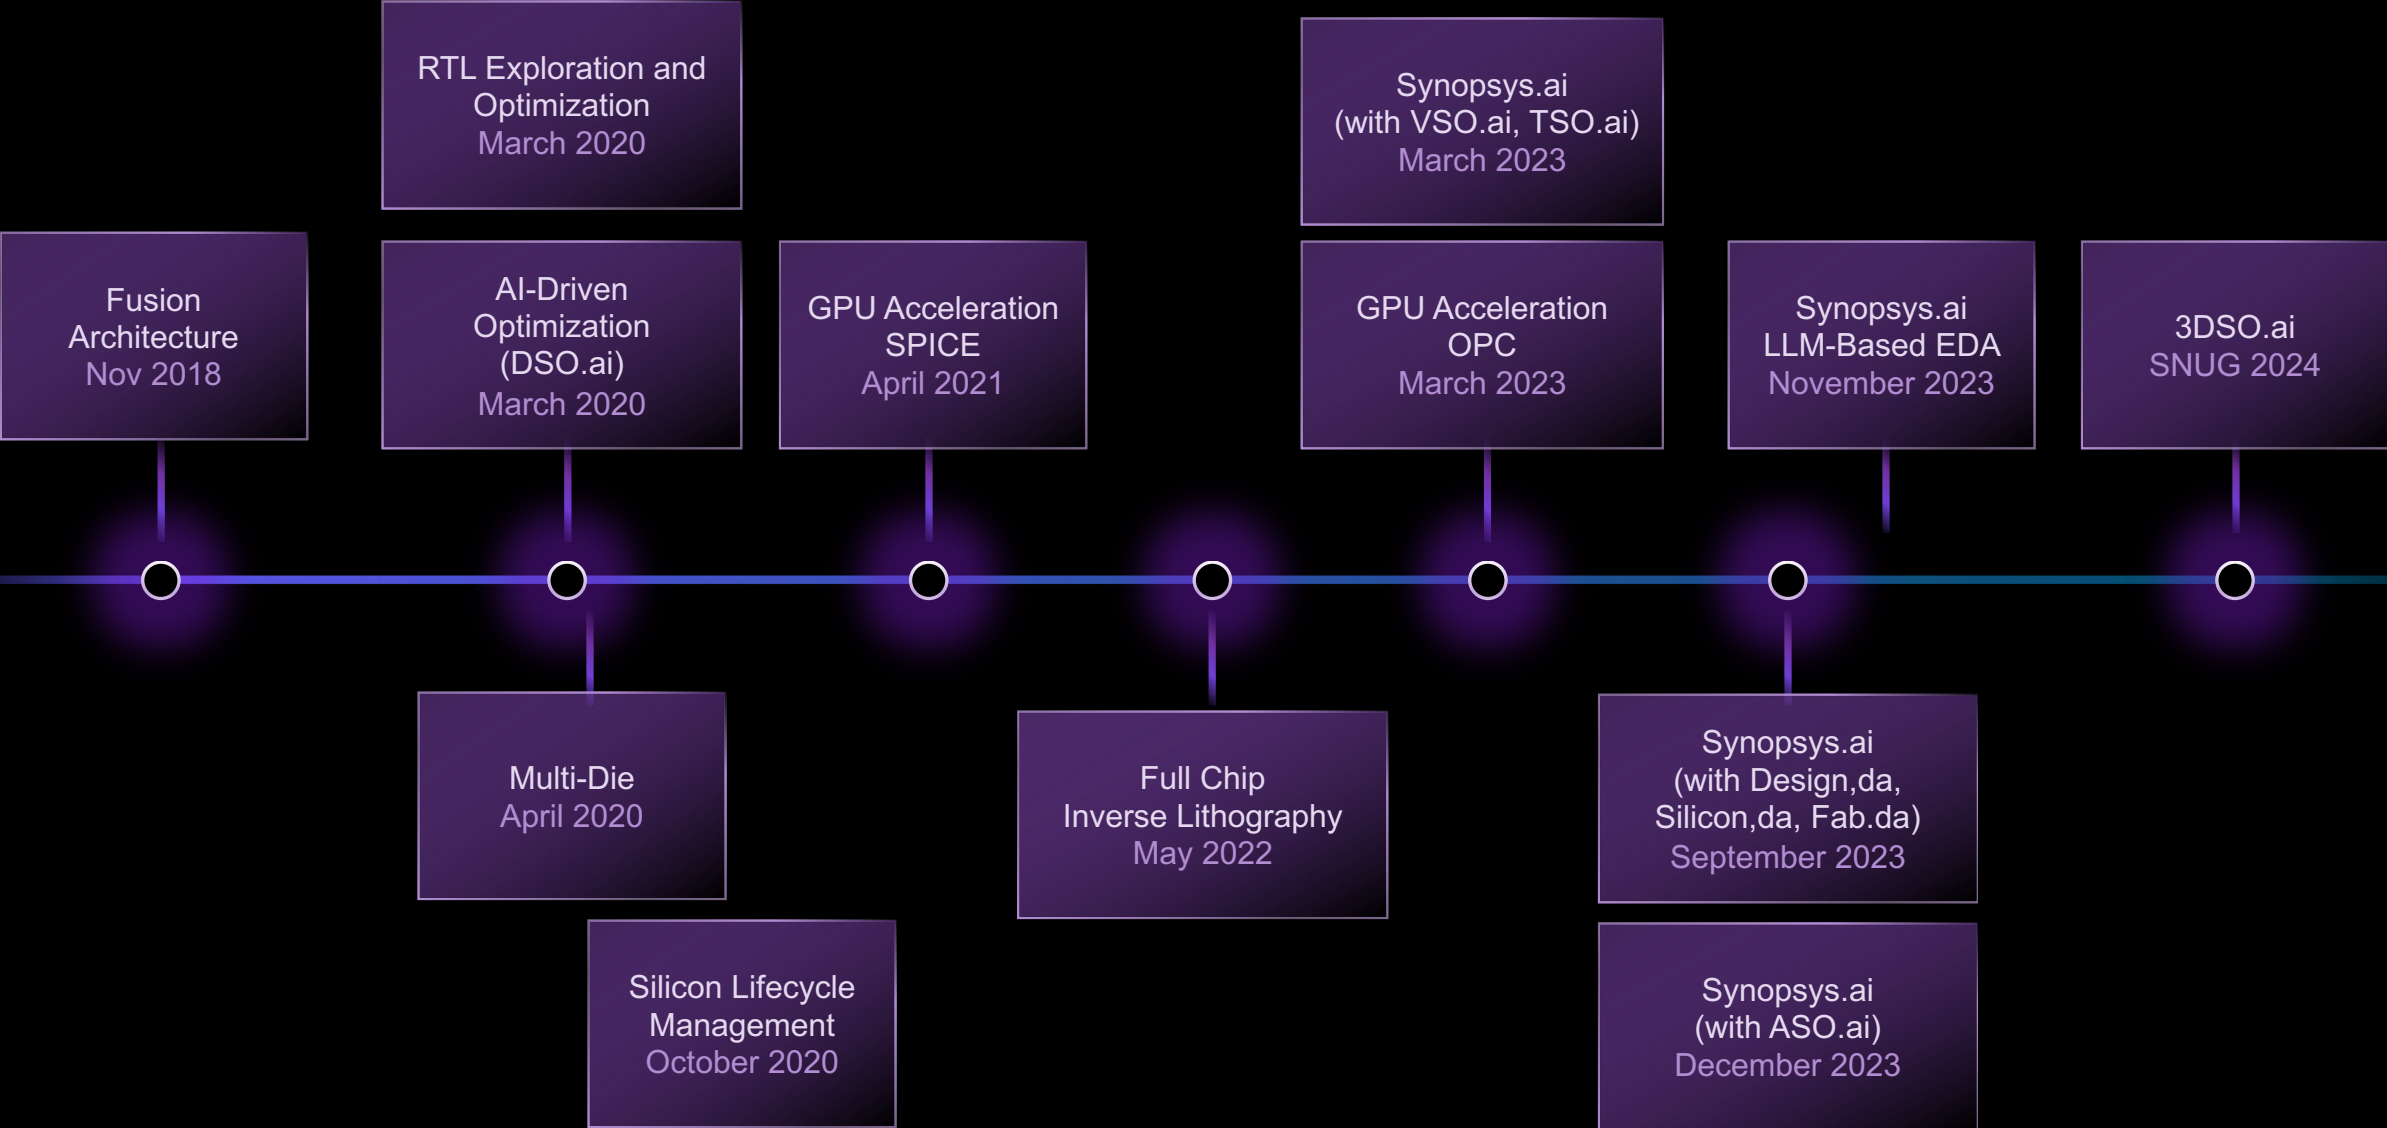 RTL Exploration and
Optimization
March 2020
Synopsys.ai
(with VSO.ai, TSO.ai)
March 2023
Fusion
Architecture
Nov 2018
AI-Driven
Optimization
(DSO.ai)
March 2020
GPU Acceleration
SPICE
April 2021
GPU Acceleration
OPC
March 2023
Synopsys.ai
LLM-Based EDA
November 2023
3DSO.ai
SNUG 2024
Multi-Die
April 2020
Full Chip
Inverse Lithography
May 2022
Synopsys.ai
(with Design,da,
Silicon,da, Fab.da)
September 2023
Silicon Lifecycle
Management
October 2020
Synopsys.ai
(with ASO.ai)
December 2023